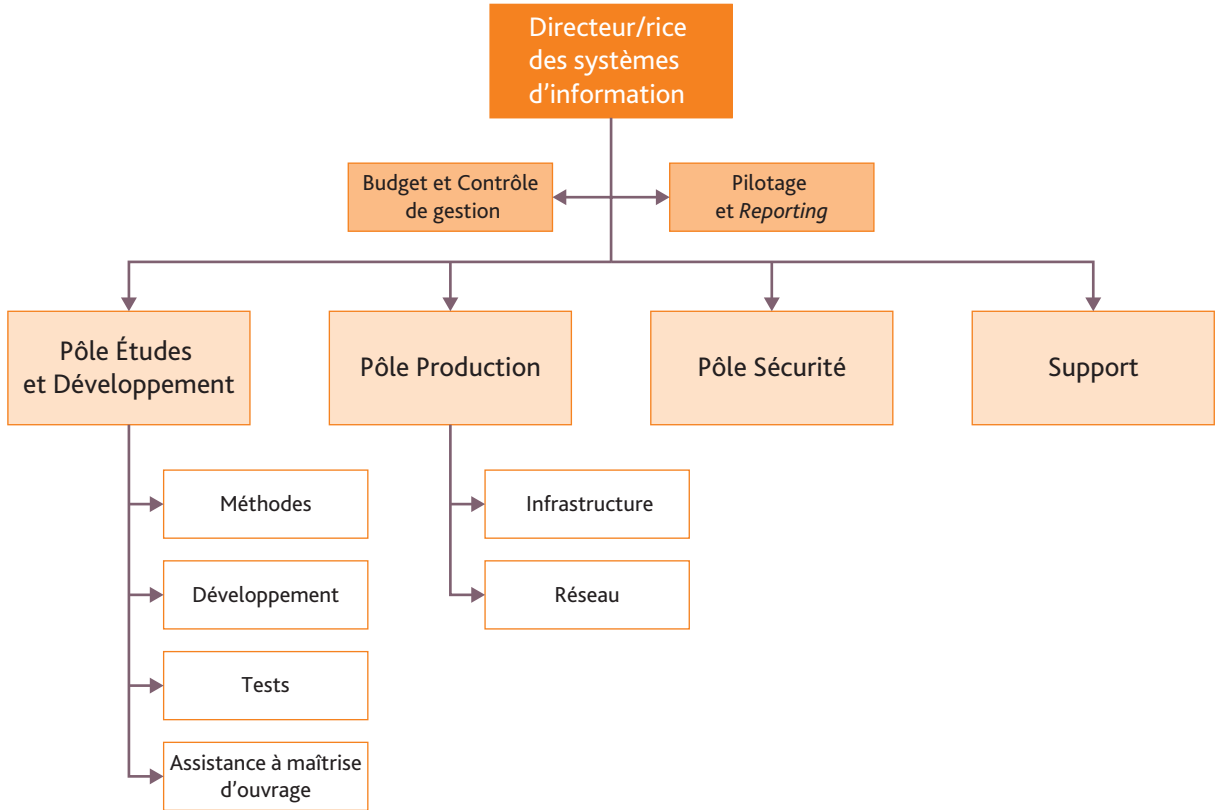 Directeur/rice
des systèmes
d’information
Budget et Contrôle
de gestion
Pilotage
et Reporting
Pôle Études
et Développement
Pôle Production
Pôle Sécurité
Support
Méthodes
Développement
Tests
Assistance à maîtrise
d’ouvrage
Infrastructure
Réseau